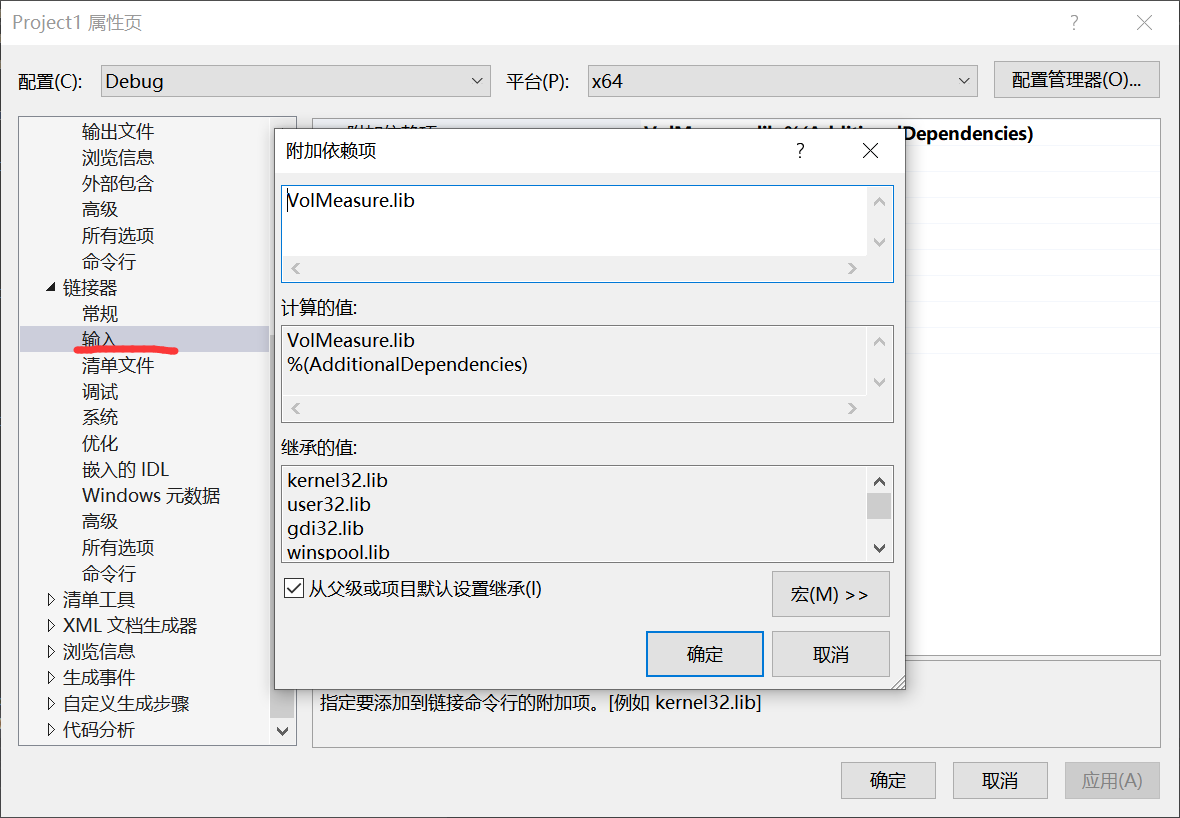 Project1 属性页
配置(C):
Debug
平台(P):
x64
配置管理器(O)...
输出文件
浏览信息
外部包含
高级
所有选项
命令行
链接器
常规
输入
清单文件
调试
系统
优化
嵌入的 IDL
Windows 元数据
高级
所有选项
命令行
清单工具
XML 文档生成器
浏览信息
生成事件
自定义生成步骤
代码分析
Dependencies)
附加依赖项
VolMeasure.lib
计算的值:
VolMeasure.lib
%(AdditionalDependencies)
继承的值:
kernel32.lib
user32.lib
gdi32.lib
winspool.lib
从父级或项目默认设置继承(I)
宏(M) >>
确定
取消
指定要添加到链接命令行的附加项。[例如 kernel32.lib]
确定
取消
应用(A)